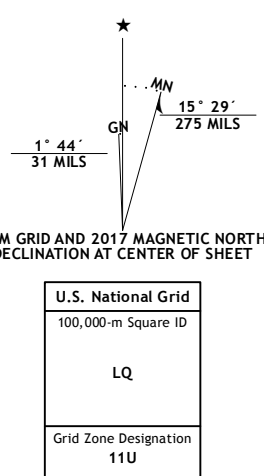 MN
GN
15° 29´
275 MILS
1° 44´
31 MILS
M GRID AND 2017 MAGNETIC NORTH
DECLINATION AT CENTER OF SHEET
U.S. National Grid
100,000-m Square ID
LQ
Grid Zone Designation
11U